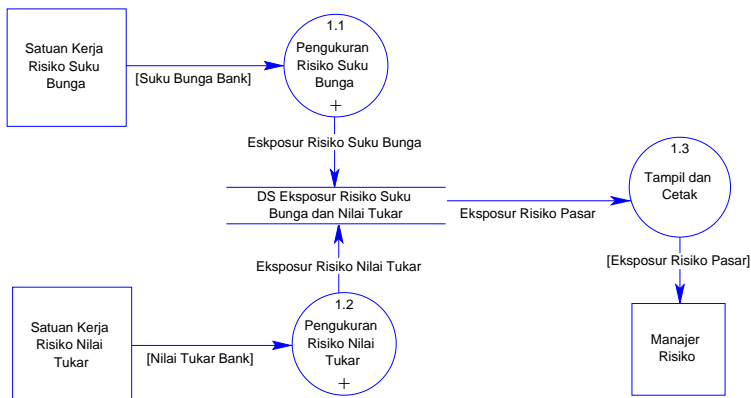 Satuan Kerja
Risiko Suku
Bunga
[Suku Bunga Bank]
1.1
Pengukuran
Risiko Suku
Bunga
+
Eskposur Risiko Suku Bunga
DS Eksposur Risiko Suku
Bunga dan Nilai Tukar
Eksposur Risiko Pasar
1.3
Tampil dan
Cetak
[Eksposur Risiko Pasar]
Manajer
Risiko
Eksposur Risiko Nilai Tukar
Satuan Kerja
Risiko Nilai
Tukar
[Nilai Tukar Bank]
1.2
Pengukuran
Risiko Nilai
Tukar
+